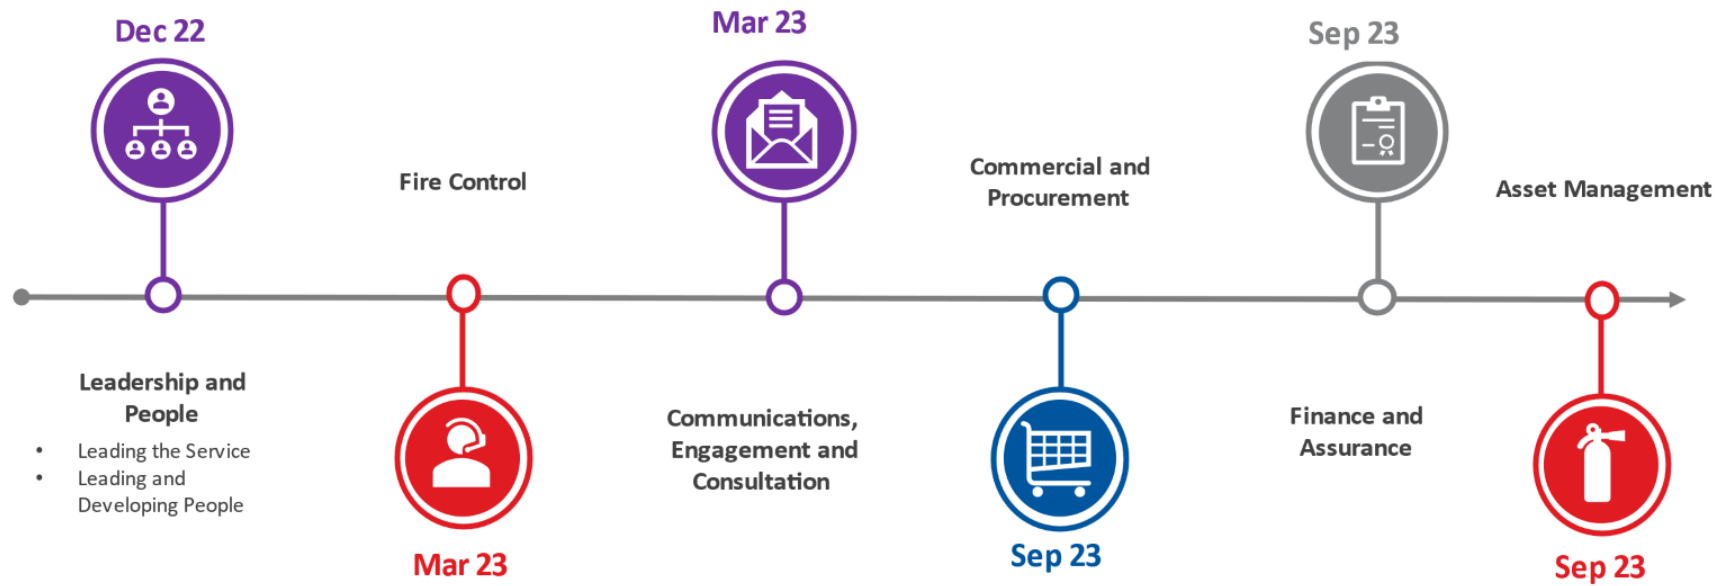 Dec 22
Leadership and
People
• Leading the Service
• Leading and
Developing People
Fire Control
Mar 23
Mar 23
Communications,
Engagement and
Consultation
Commercial and
Procurement
Sep 23
Sep 23
Finance and
Assurance
Asset Management
Sep 23